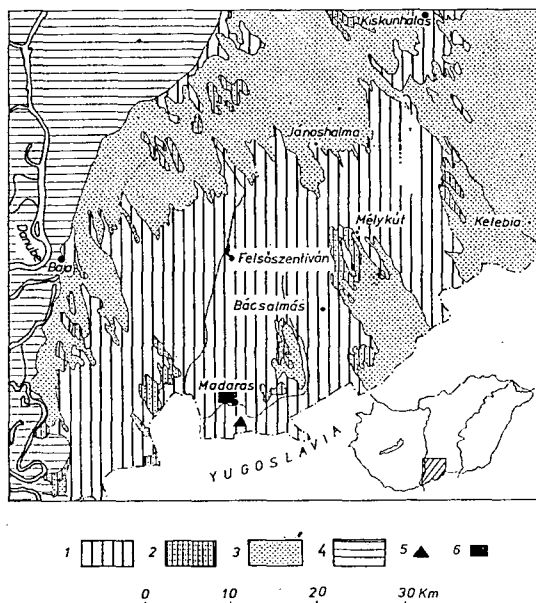 Kiskunhalas
Jánoshalma
Mélykút
Kelebia
Danube
Baja
Felsőszentiván
Bácsalmás
Madaras
YUGOSLAVIA
1 2 3 4 5 6
0 10 20 30 Km